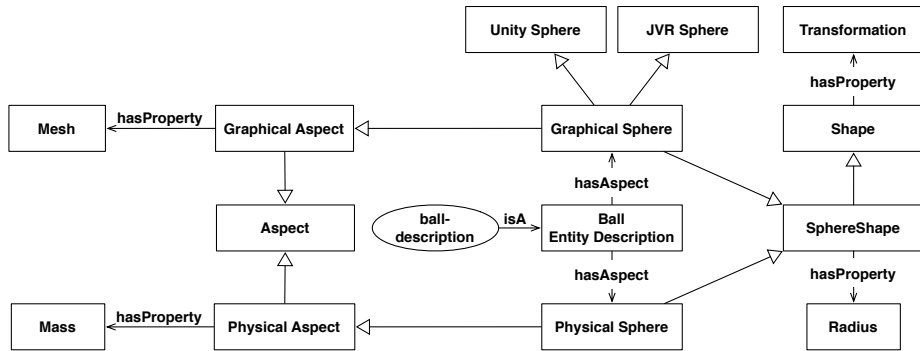 Unity Sphere
JVR Sphere
Transformation
hasProperty
Mesh
hasProperty
Graphical Aspect
Graphical Sphere
Shape
hasAspect
Aspect
ball-
description
isA
Ball
Entity Description
SphereShape
hasAspect
hasProperty
Mass
hasProperty
Physical Aspect
Physical Sphere
Radius